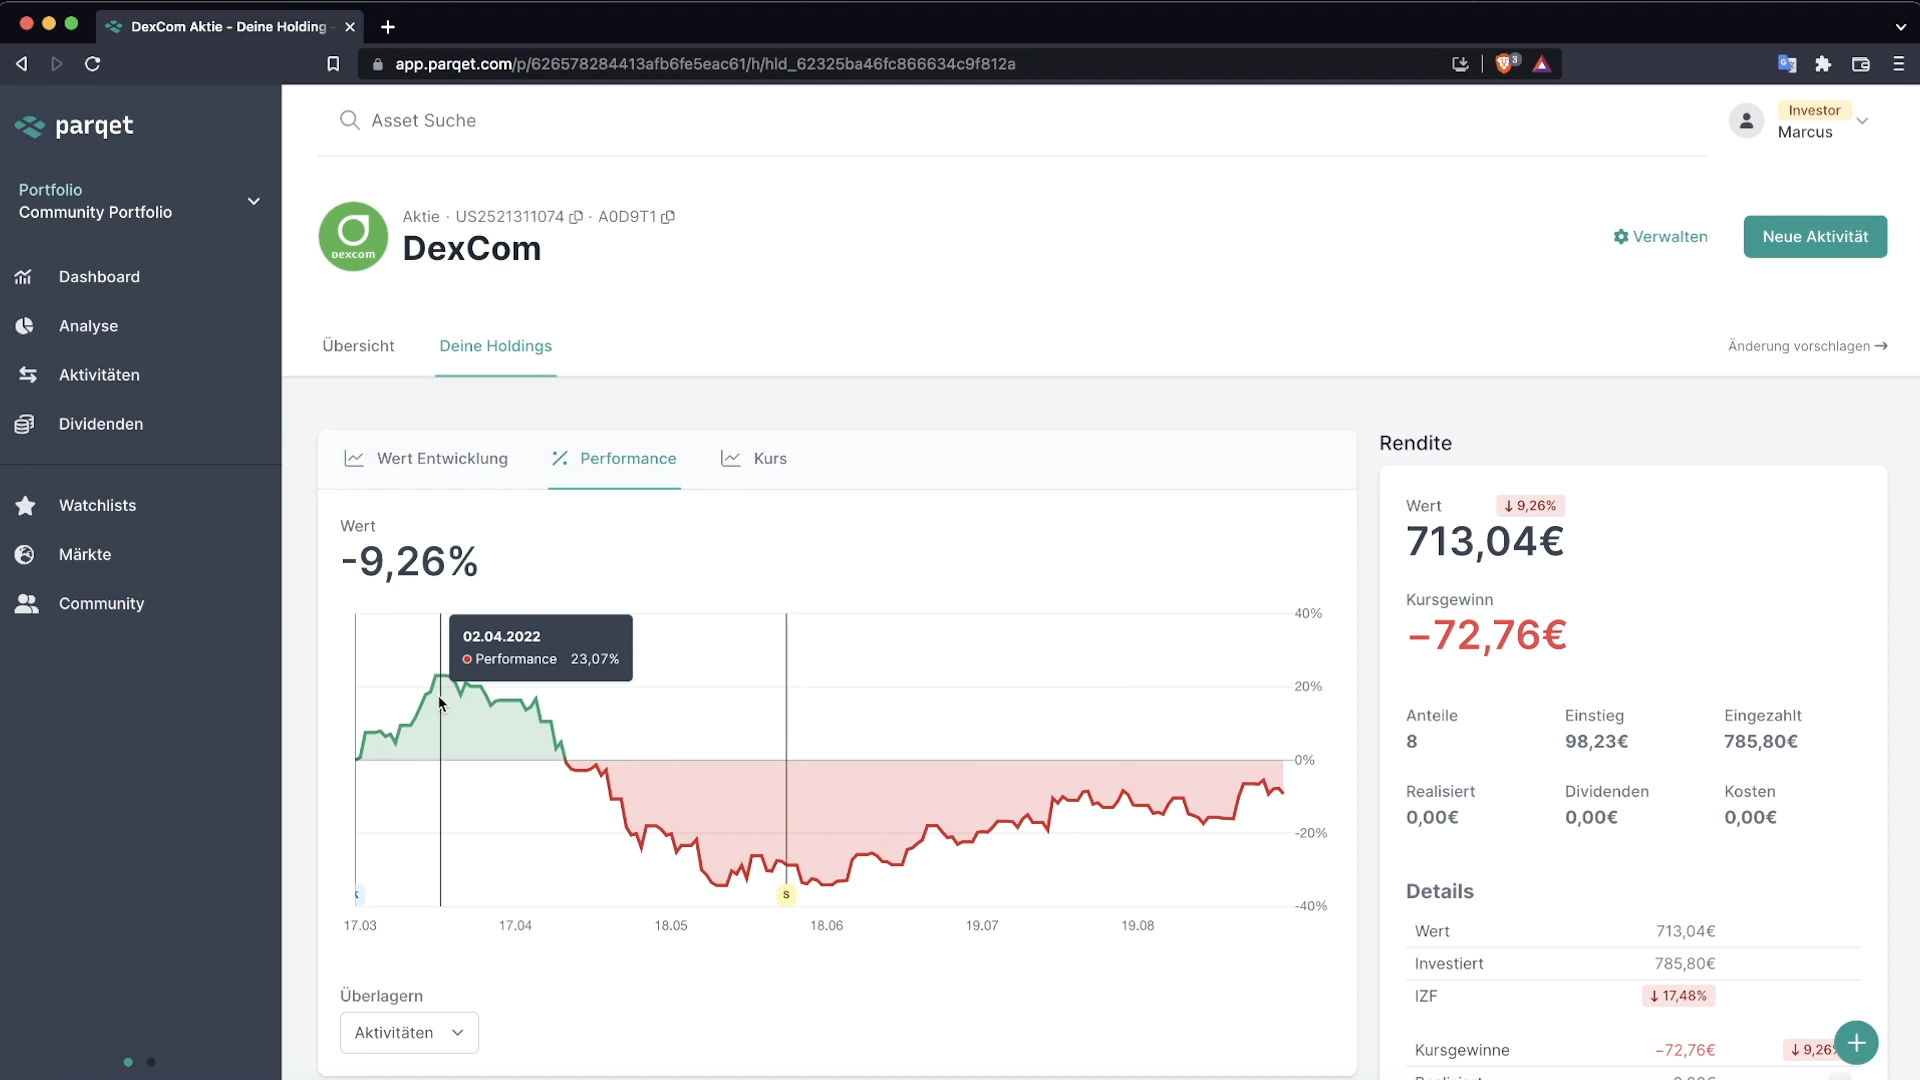 DexCom Aktie - Deine Holding
app.parqet.com/p/626578284413afb6fe5eac61/h/hld_62325ba46fc866634c9f812a
3
parqet
Asset Suche
Investor
Marcus
Portfolio
Community Portfolio
Dashboard
Analyse
Aktivitäten
Dividenden
Watchlists
Märkte
Community
DEXCOM
Aktie · US2521311074 · A0D9T1
DexCom
Verwalten
Neue Aktivität
Übersicht
Deine Holdings
Änderung vorschlagen →
Wert Entwicklung
Performance
Kurs
Wert
-9,26%
02.04.2022
Performance 23,07%
40%
20%
0%
-20%
-40%
S
17.03
17.04
18.05
18.06
19.07
19.08
Überlagern
Aktivitäten
Rendite
Wert ↓ 9,26%
713,04€
Kursgewinn
−72,76€
Anteile Einstieg Eingezahlt
8 98,23€ 785,80€
Realisiert Dividenden Kosten
0,00€ 0,00€ 0,00€
Details
Wert 713,04€
Investiert 785,80€
IZF ↓ 17,48%
Kursgewinne −72,76€ ↓ 9,26%